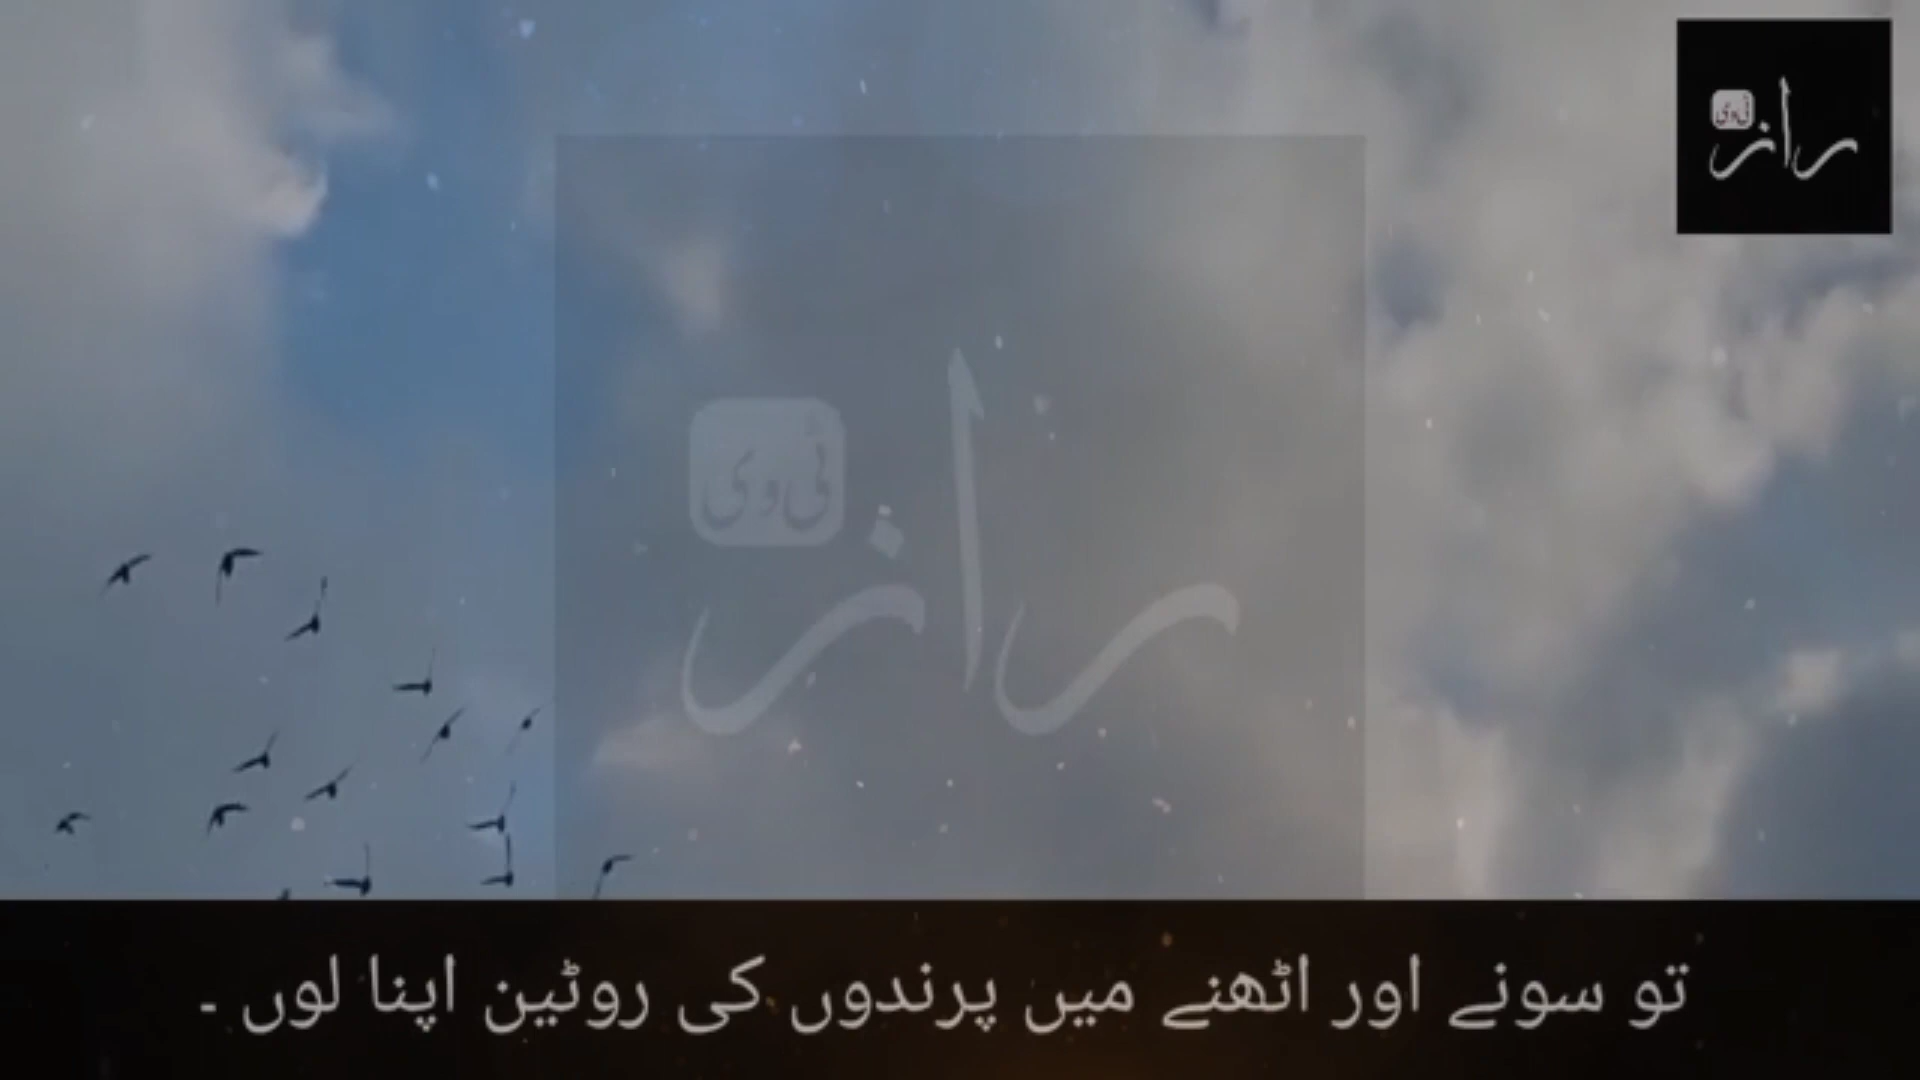 ٹی وی
راز
ٹی وی
راز
تو سونے اور اٹھنے میں پرندوں کی روٹین اپنا لوں ۔